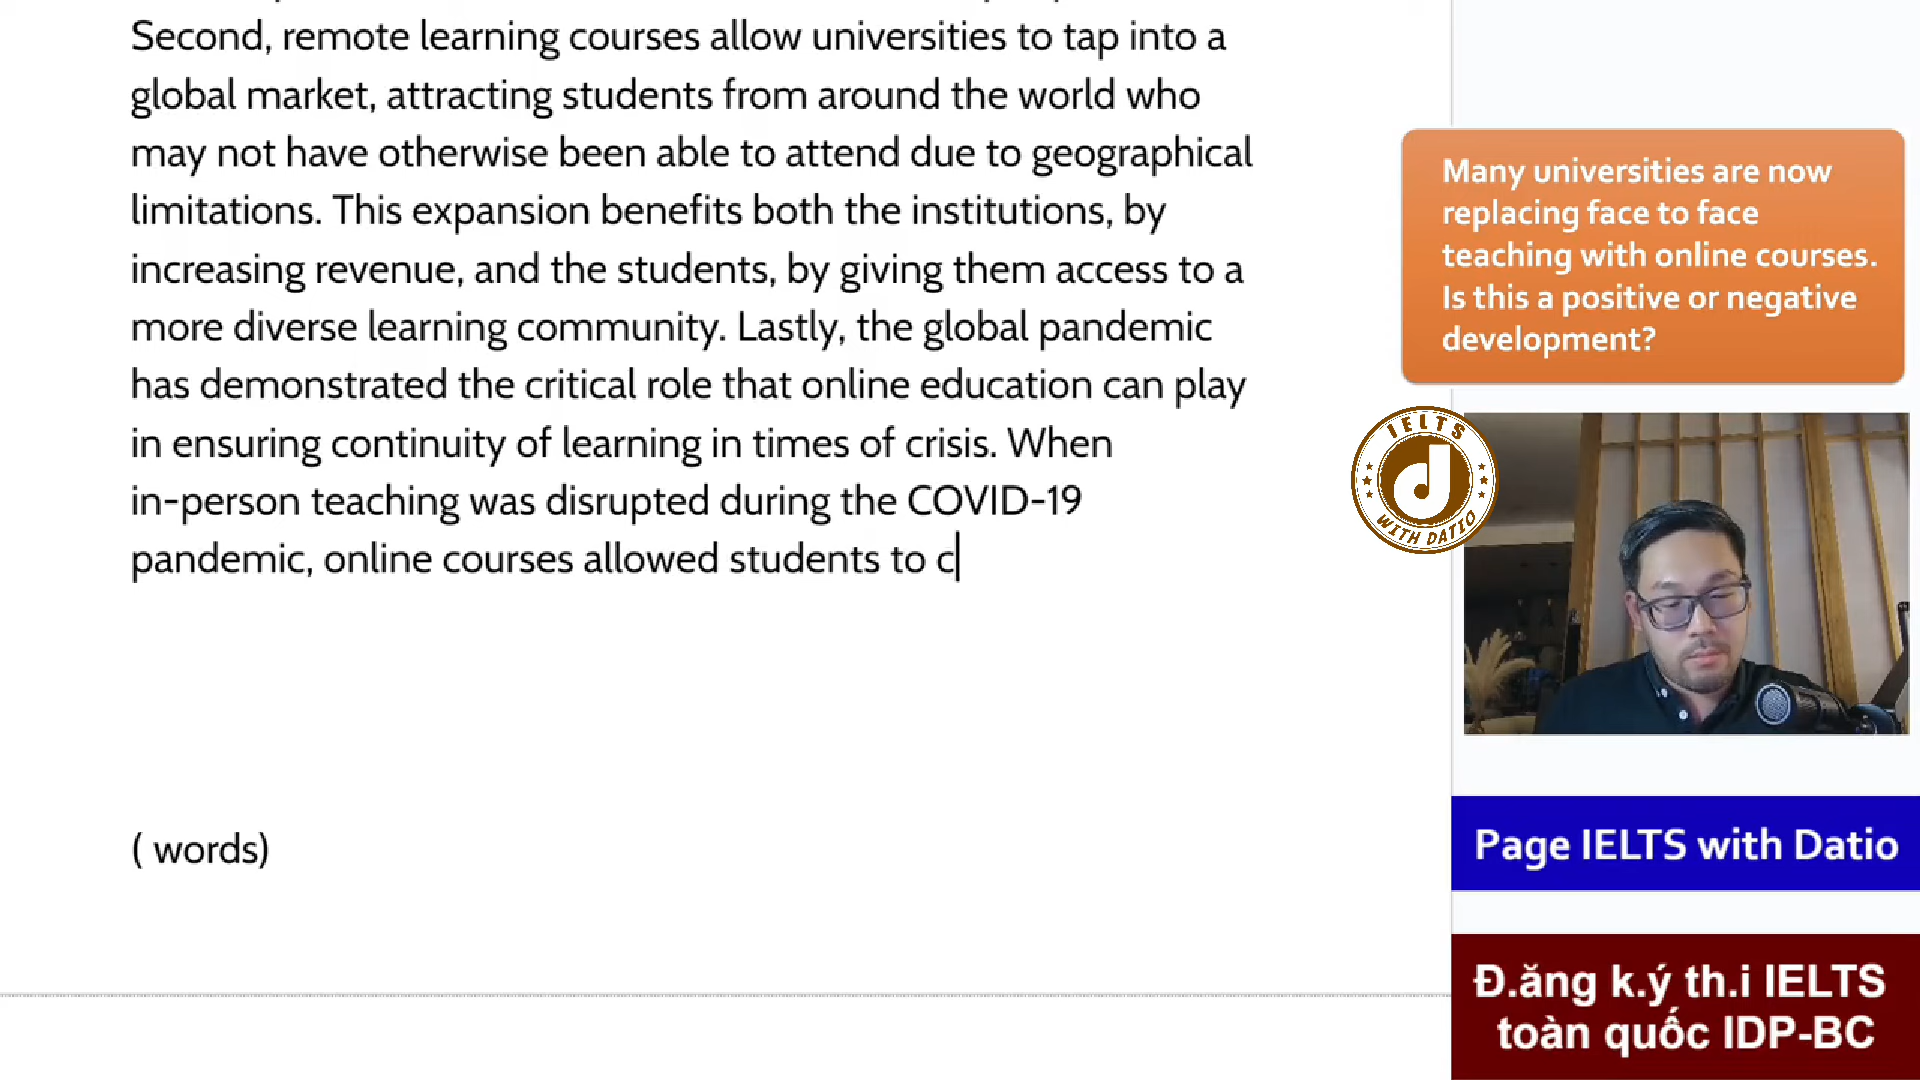 Second, remote learning courses allow universities to tap into a
global market, attracting students from around the world who
may not have otherwise been able to attend due to geographical
limitations. This expansion benefits both the institutions, by
increasing revenue, and the students, by giving them access to a
more diverse learning community. Lastly, the global pandemic
has demonstrated the critical role that online education can play
in ensuring continuity of learning in times of crisis. When
in-person teaching was disrupted during the COVID-19
pandemic, online courses allowed students to c
( words)
Many universities are now
replacing face to face
teaching with online courses.
Is this a positive or negative
development?
IELTS
WITH DATIO
Page IELTS with Datio
Đ.ăng k.ý th.i IELTS
toàn quốc IDP-BC